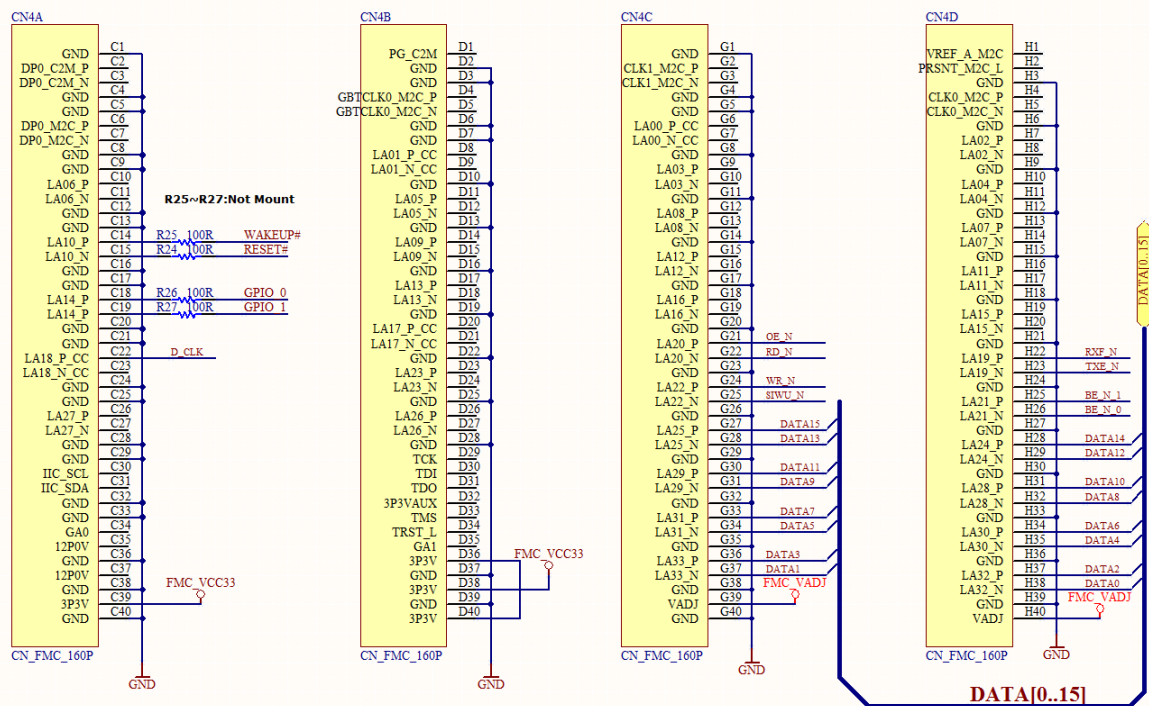 CN4A
GND C1
DP0_C2M_P C2
DP0_C2M_N C3
GND C4
GND C5
DP0_M2C_P C6
DP0_M2C_N C7
GND C8
GND C9
LA06_P C10
LA06_N C11
R25~R27:Not Mount
GND C12
GND C13
LA10_P C14 R25 100R WAKEUP#
LA10_N C15 R24 100R RESET#
GND C16
GND C17
LA14_P C18 R26 100R GPIO_0
LA14_P C19 R27 100R GPIO_1
GND C20
GND C21
LA18_P_CC C22 D_CLK
LA18_N_CC C23
GND C24
GND C25
LA27_P C26
LA27_N C27
GND C28
GND C29
IIC_SCL C30
IIC_SDA C31
GND C32
GND C33
GA0 C34
12P0V C35
GND C36
12P0V C37
GND C38 FMC_VCC33
3P3V C39
GND C40
CN_FMC_160P
GND
CN4B
PG_C2M D1
GND D2
GND D3
GBTCLK0_M2C_P D4
GBTCLK0_M2C_N D5
GND D6
GND D7
LA01_P_CC D8
LA01_N_CC D9
GND D10
LA05_P D11
LA05_N D12
GND D13
LA09_P D14
LA09_N D15
GND D16
LA13_P D17
LA13_N D18
GND D19
LA17_P_CC D20
LA17_N_CC D21
GND D22
LA23_P D23
LA23_N D24
GND D25
LA26_P D26
LA26_N D27
GND D28
TCK D29
TDI D30
TDO D31
3P3VAUX D32
TMS D33
TRST_L D34
GA1 D35
3P3V D36 FMC_VCC33
GND D37
3P3V D38
GND D39
3P3V D40
CN_FMC_160P
GND
CN4C
GND G1
CLK1_M2C_P G2
CLK1_M2C_N G3
GND G4
GND G5
LA00_P_CC G6
LA00_N_CC G7
GND G8
LA03_P G9
LA03_N G10
GND G11
LA08_P G12
LA08_N G13
GND G14
LA12_P G15
LA12_N G16
GND G17
LA16_P G18
LA16_N G19
GND G20
LA20_P G21 OE_N
LA20_N G22 RD_N
GND G23
LA22_P G24 WR_N
LA22_N G25 SIWU_N
GND G26
LA25_P G27 DATA15
LA25_N G28 DATA13
GND G29
LA29_P G30 DATA11
LA29_N G31 DATA9
GND G32
LA31_P G33 DATA7
LA31_N G34 DATA5
GND G35
LA33_P G36 DATA3
LA33_N G37 DATA1
GND G38 FMC_VADJ
VADJ G39
GND G40
CN_FMC_160P
GND
CN4D
VREF_A_M2C H1
PRSNT_M2C_L H2
GND H3
CLK0_M2C_P H4
CLK0_M2C_N H5
GND H6
LA02_P H7
LA02_N H8
GND H9
LA04_P H10
LA04_N H11
GND H12
LA07_P H13
LA07_N H14
GND H15
LA11_P H16
LA11_N H17
GND H18
LA15_P H19
LA15_N H20
GND H21
LA19_P H22 RXF_N
LA19_N H23 TXE_N
GND H24
LA21_P H25 BE_N_1
LA21_N H26 BE_N_0
GND H27
LA24_P H28 DATA14
LA24_N H29 DATA12
GND H30
LA28_P H31 DATA10
LA28_N H32 DATA8
GND H33
LA30_P H34 DATA6
LA30_N H35 DATA4
GND H36
LA32_P H37 DATA2
LA32_N H38 DATA0
GND H39 FMC_VADJ
VADJ H40
CN_FMC_160P
GND
DATA[0..15]
DATA[0..15]